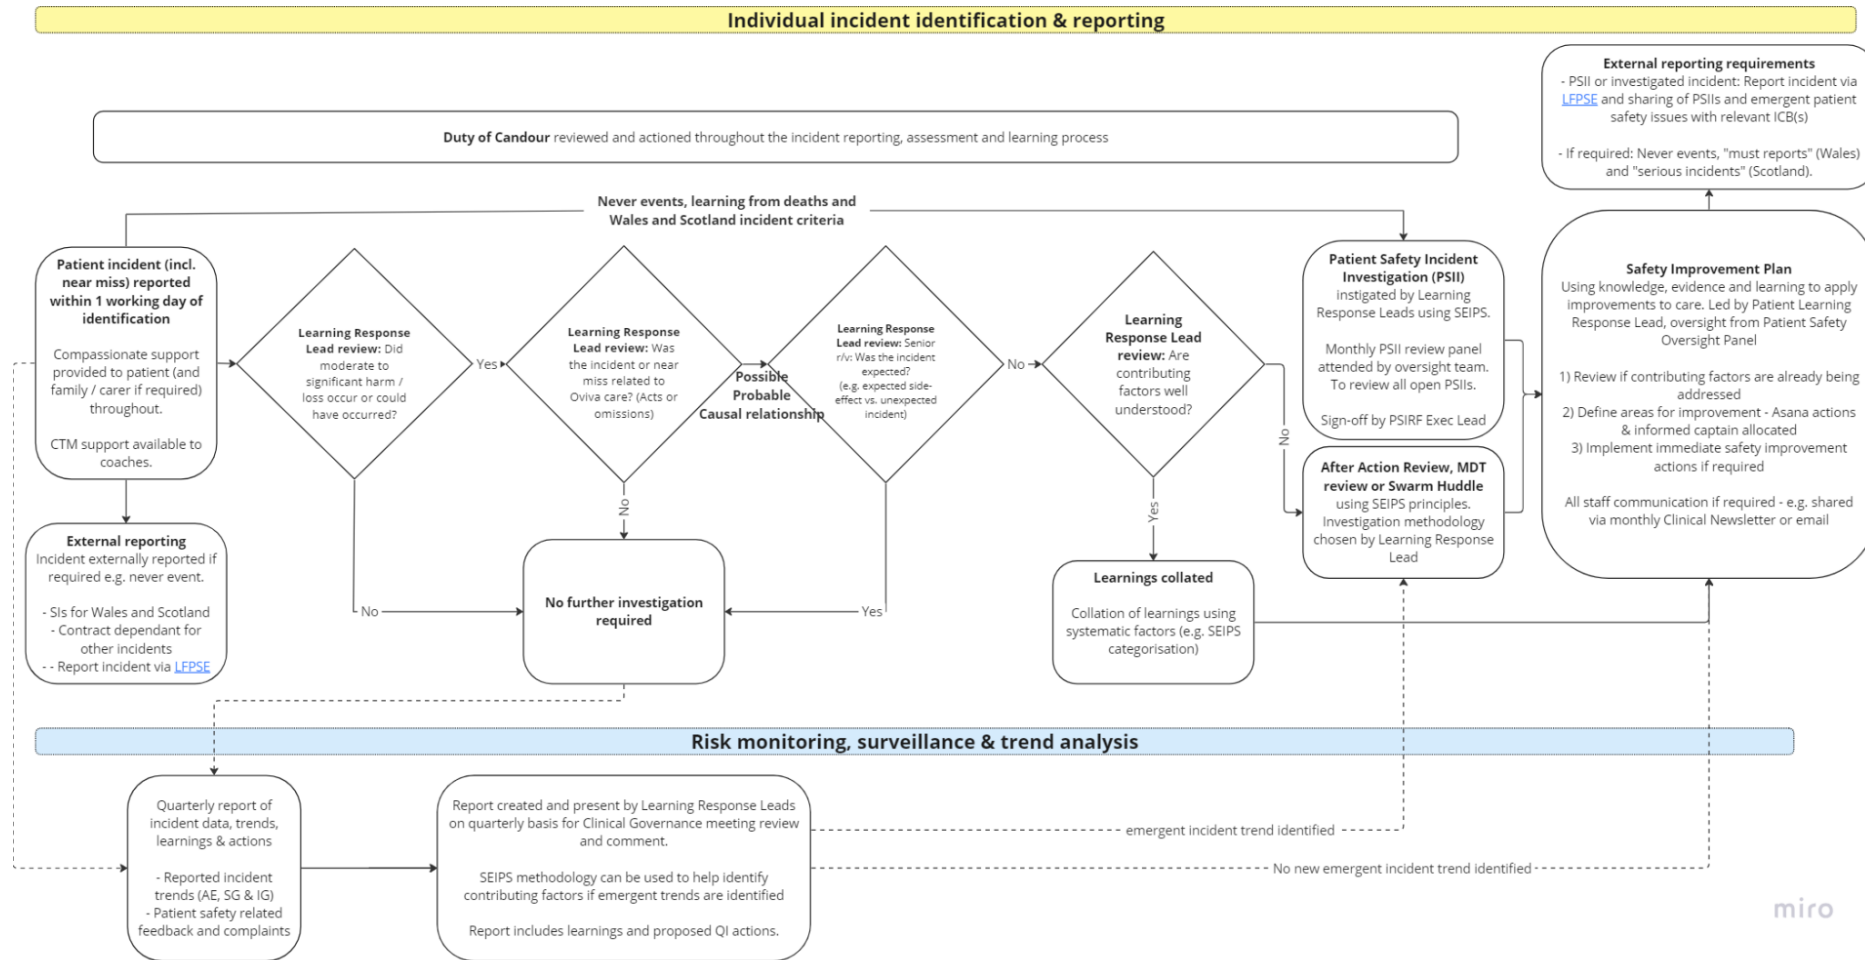 Individual incident identification & reporting
External reporting requirements
- PSII or investigated incident: Report incident via
LFPSE and sharing of PSIIs and emergent patient
safety issues with relevant ICB(s)
- If required: Never events, "must reports" (Wales)
and "serious incidents" (Scotland).
Duty of Candour reviewed and actioned throughout the incident reporting, assessment and learning process
Never events, learning from deaths and
Wales and Scotland incident criteria
Patient incident (incl.
near miss) reported
within 1 working day of
identification
Compassionate support
provided to patient (and
family / carer if required)
throughout.
CTM support available to
coaches.
Learning Response
Lead review: Did
moderate to
significant harm /
loss occur or could
have occurred?
Yes
Learning Response
Lead review: Was
the incident or near
miss related to
Oviva care? (Acts or
omissions)
Possible
Probable
Causal relationship
Learning Response
Lead review: Senior
r/v: Was the incident
expected?
(e.g. expected side-
effect vs. unexpected
incident)
No
Learning
Response Lead
review: Are
contributing
factors well
understood?
No
Patient Safety Incident
Investigation (PSII)
instigated by Learning
Response Leads using SEIPS.
Monthly PSII review panel
attended by oversight team.
To review all open PSIIs.
Sign-off by PSIRF Exec Lead
After Action Review, MDT
review or Swarm Huddle
using SEIPS principles.
Investigation methodology
chosen by Learning Response
Lead
Safety Improvement Plan
Using knowledge, evidence and learning to apply
improvements to care. Led by Patient Learning
Response Lead, oversight from Patient Safety
Oversight Panel
1) Review if contributing factors are already being
addressed
2) Define areas for improvement - Asana actions
& informed captain allocated
3) Implement immediate safety improvement
actions if required
All staff communication if required - e.g. shared
via monthly Clinical Newsletter or email
External reporting
Incident externally reported if
required e.g. never event.
- SIs for Wales and Scotland
- Contract dependant for
other incidents
- - Report incident via LFPSE
No
No
No further investigation
required
Yes
Yes
Learnings collated
Collation of learnings using
systematic factors (e.g. SEIPS
categorisation)
Risk monitoring, surveillance & trend analysis
Quarterly report of
incident data, trends,
learnings & actions
- Reported incident
trends (AE, SG & IG)
- Patient safety related
feedback and complaints
Report created and present by Learning Response Leads
on quarterly basis for Clinical Governance meeting review
and comment.
SEIPS methodology can be used to help identify
contributing factors if emergent trends are identified
Report includes learnings and proposed QI actions.
emergent incident trend identified
No new emergent incident trend identified
miro